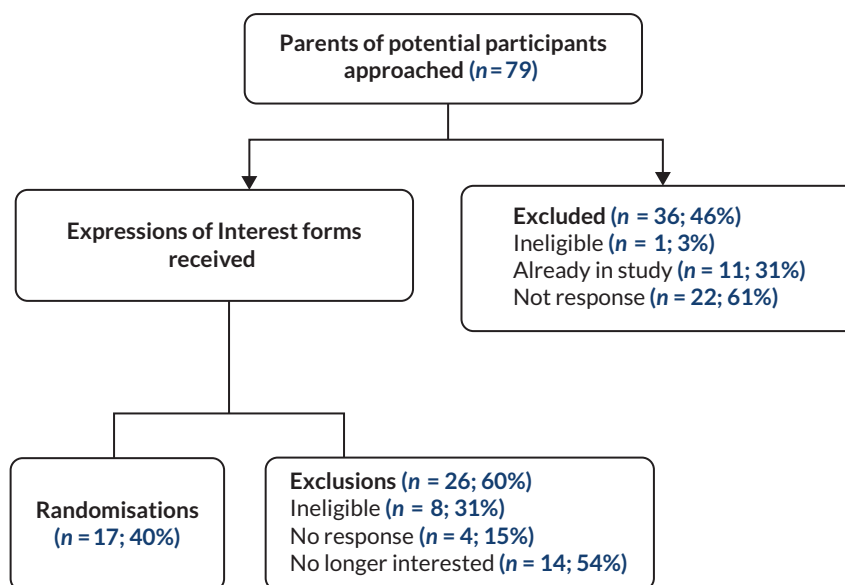 Parents of potential participants
approached (n = 79)
Expressions of Interest forms
received
Excluded (n = 36; 46%)
Ineligible (n = 1; 3%)
Already in study (n = 11; 31%)
Not response (n = 22; 61%)
Randomisations
(n = 17; 40%)
Exclusions (n = 26; 60%)
Ineligible (n = 8; 31%)
No response (n = 4; 15%)
No longer interested (n = 14; 54%)